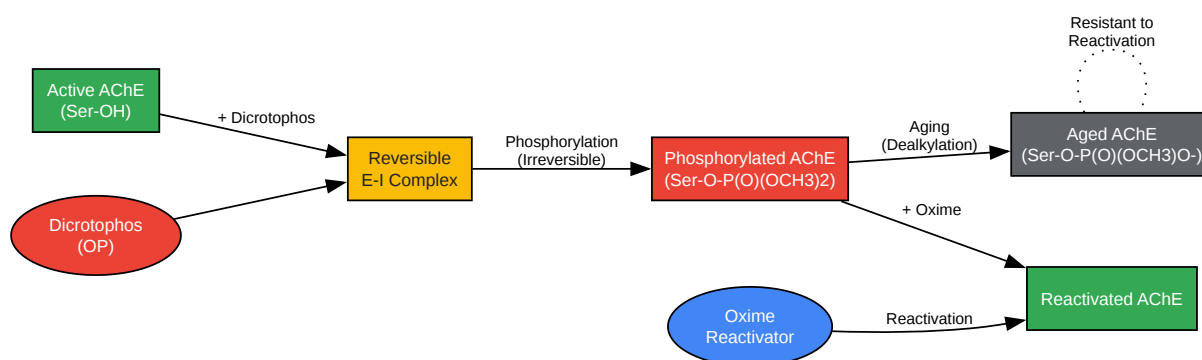 Resistant to
Reactivation
Active AChE
(Ser-OH)
+ Dicrotophos
Dicrotophos
(OP)
Reversible
E-I Complex
Phosphorylation
(Irreversible)
Phosphorylated AChE
(Ser-O-P(O)(OCH3)2)
Aging
(Dealkylation)
Aged AChE
(Ser-O-P(O)(OCH3)O-)
+ Oxime
Oxime
Reactivator
Reactivation
Reactivated AChE